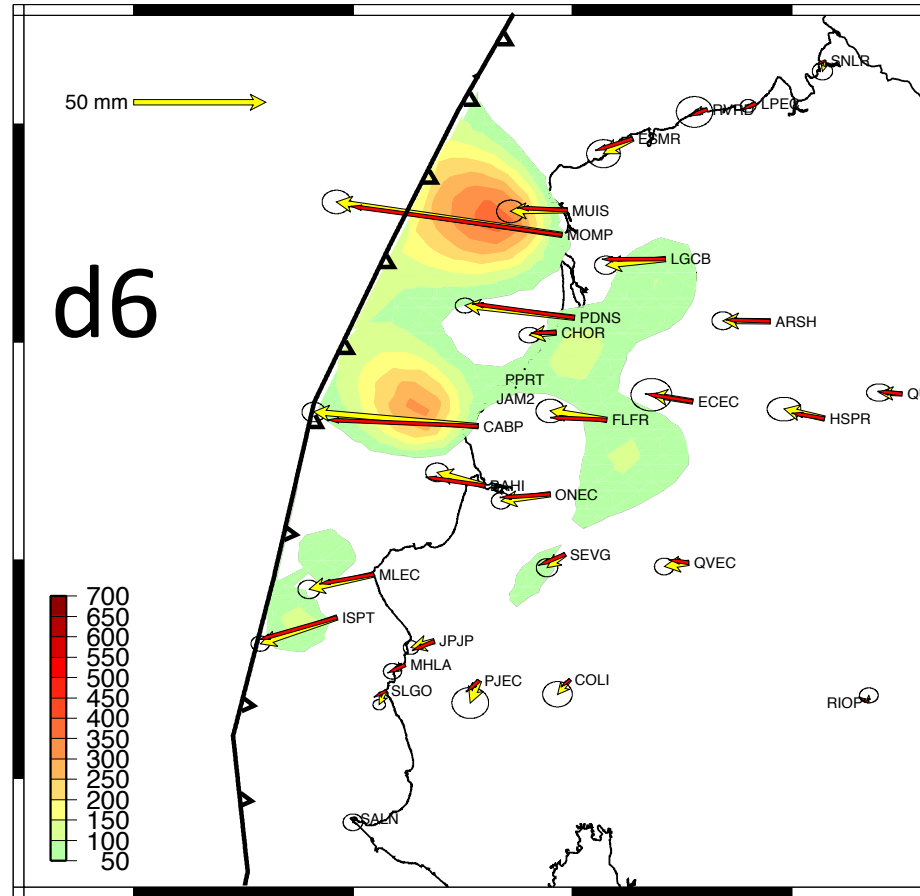 SNLR
50 mm
LPEC
RVRD
ESMR
MUIS
MOMP
LGCB
d6
PDNS
ARSH
CHOR
PPRT
JAM2
ECEC
FLFR
HSPR
CABP
BAHI
ONEC
SEVG
QVEC
MLEC
700
650
ISPT
600
550
JPJP
500
MHLA
450
PJEC
COLI
SLGO
400
RIOP
350
300
250
200
SALN
150
100
50